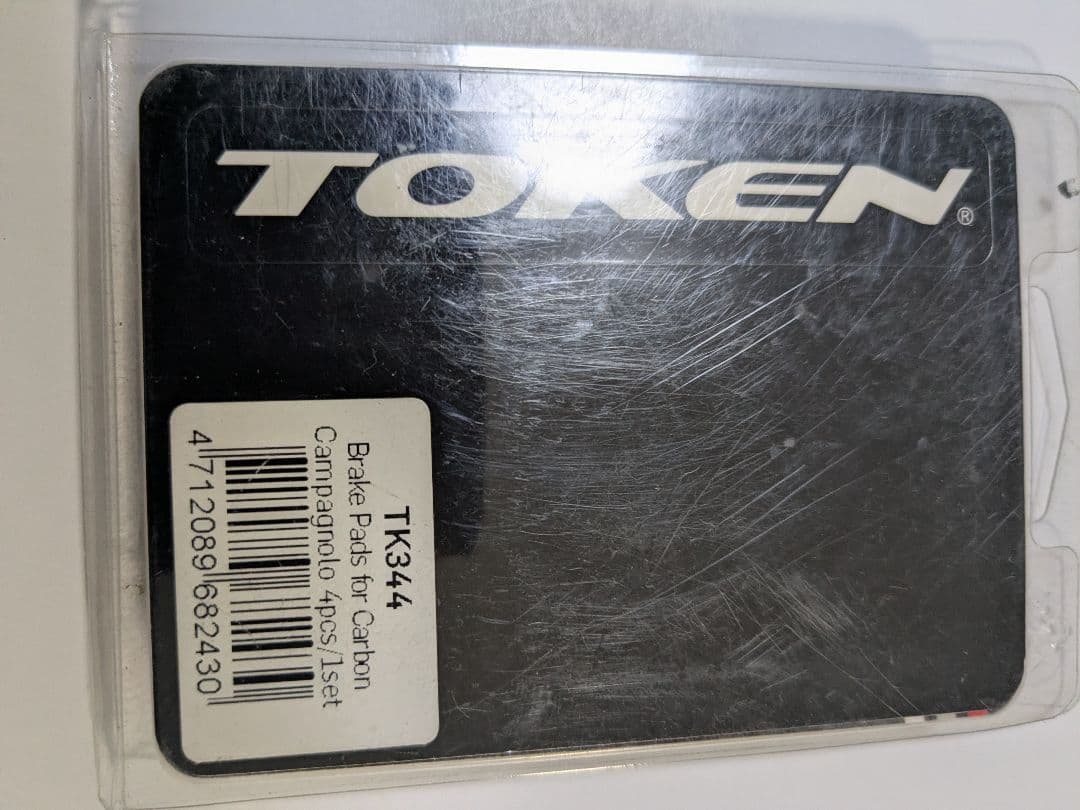 TOKEN®
TK344
Brake Pads for Carbon
Campagnolo 4pcs/1set
4 712089 682430